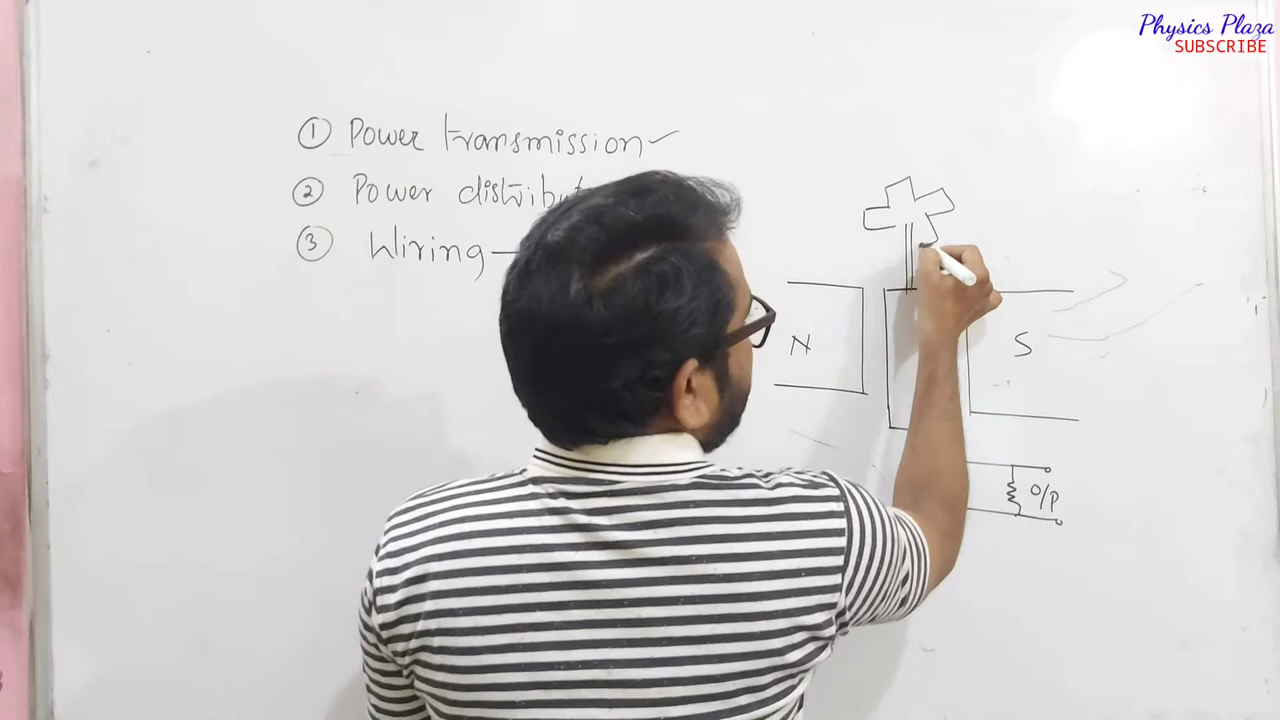 Physics Plaza
SUBSCRIBE
① Power transmission
② Power
③ Wiring
N
S
O/P